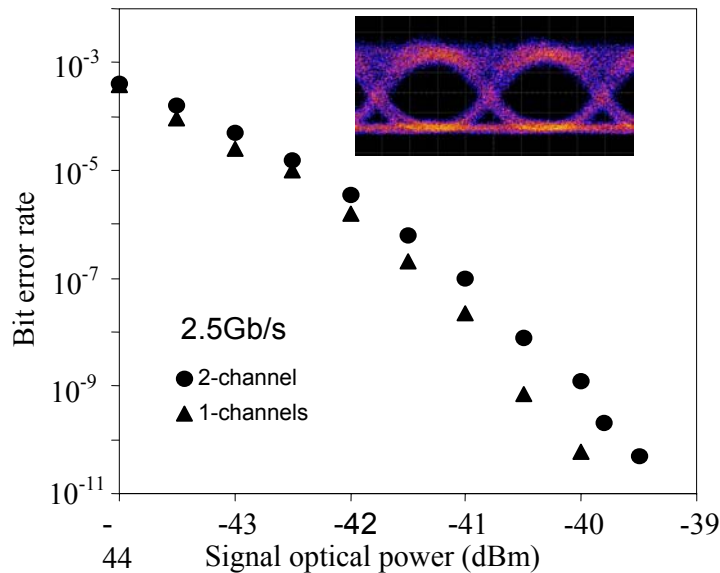 10-3
10-5
10-7
10-9
10-11
Bit error rate
2.5Gb/s
2-channel
1-channels
-
44
-43
-42
-41
-40
-39
Signal optical power (dBm)